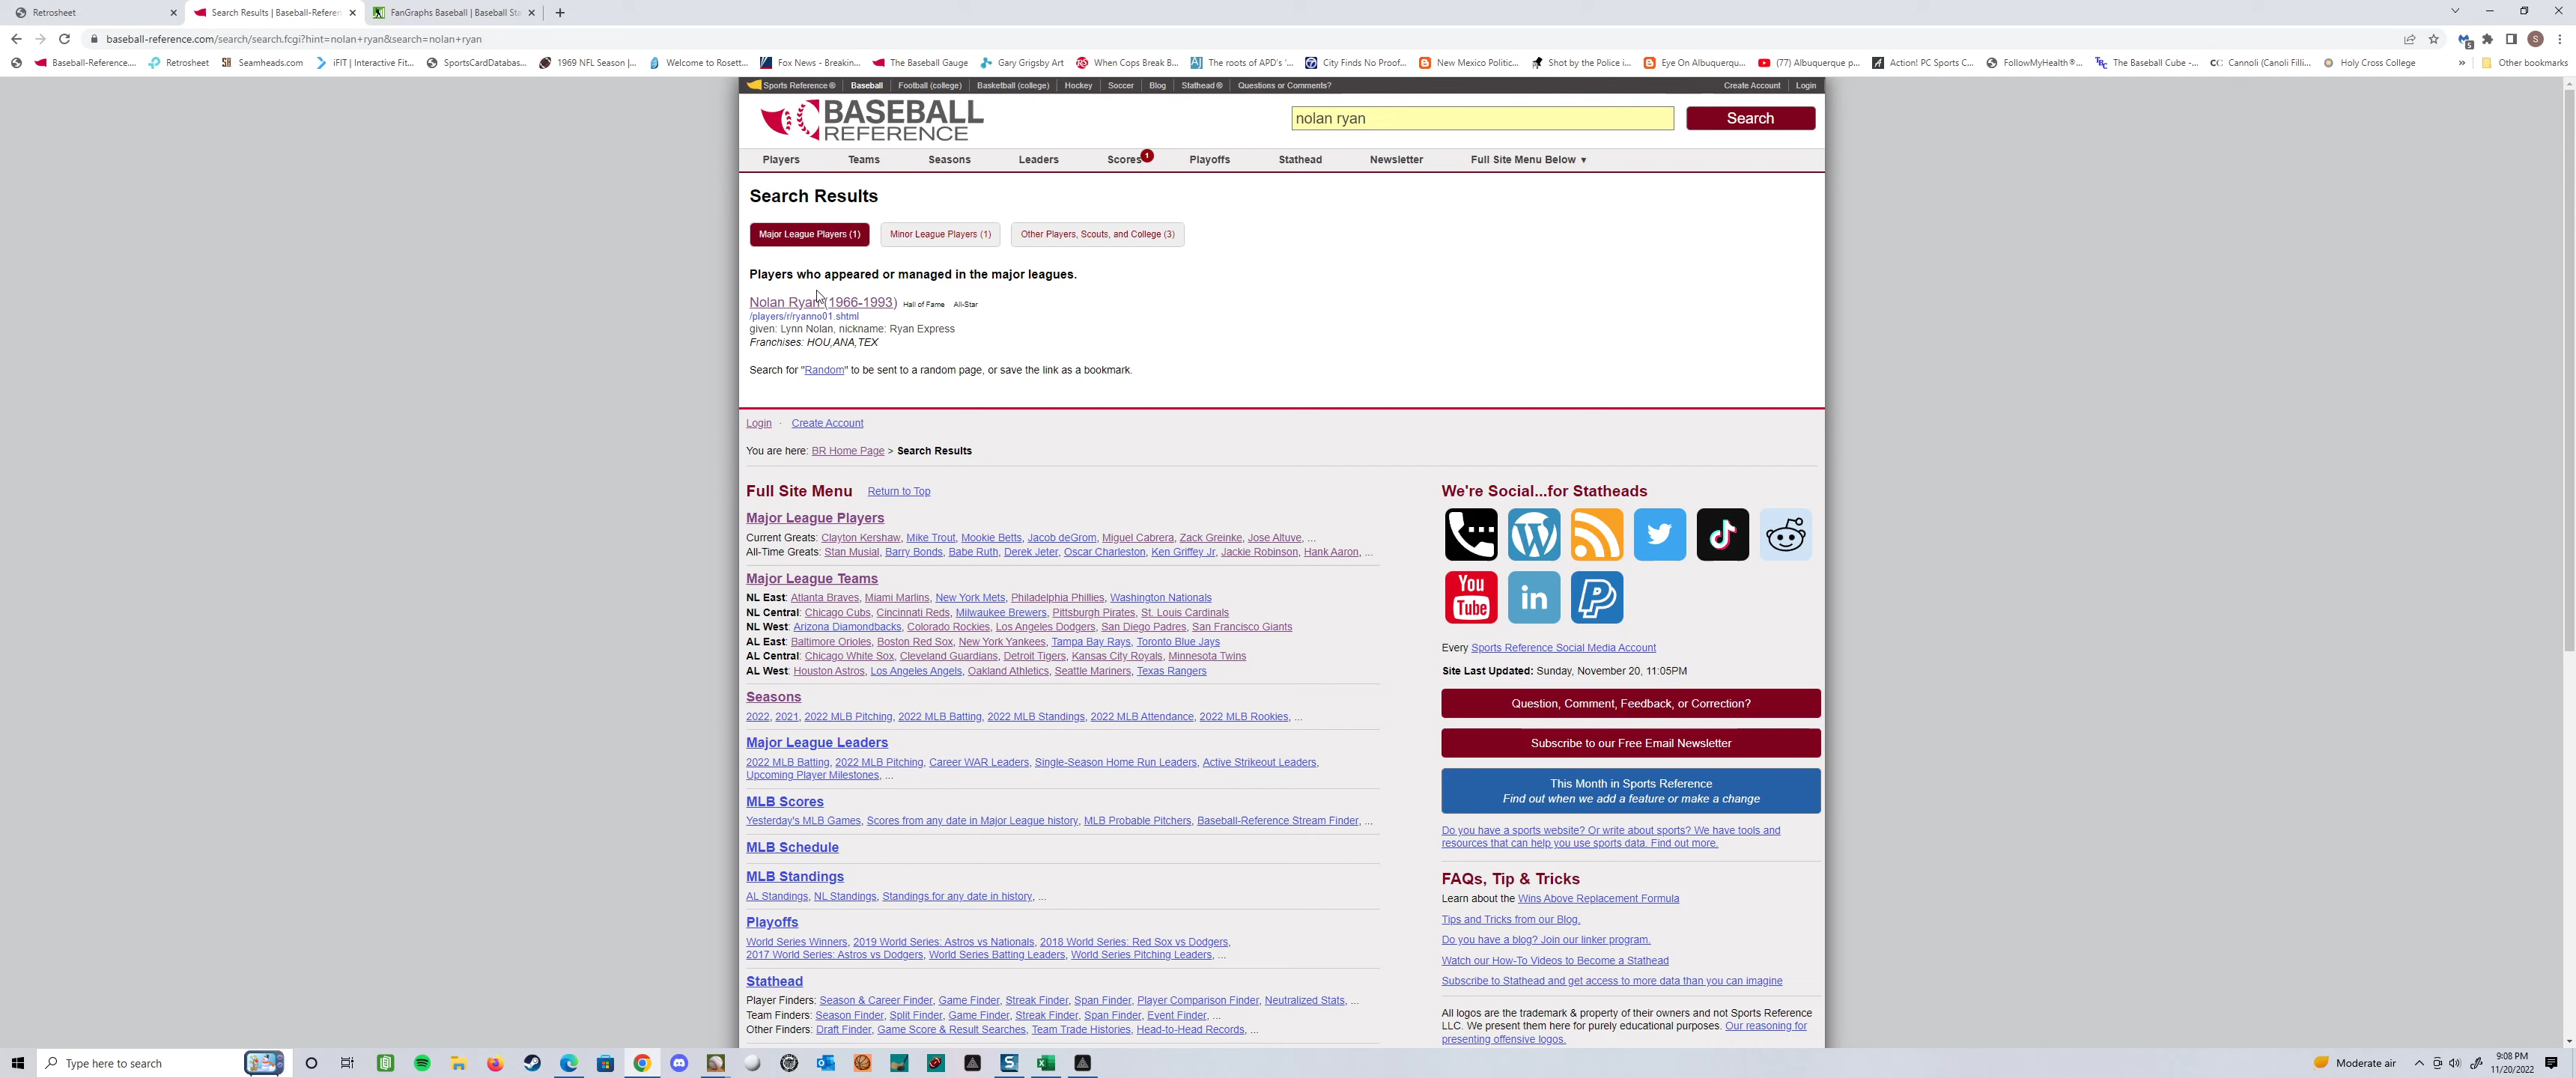 Retrosheet
Search Results | Baseball-Referen
FanGraphs Baseball | Baseball Sta
baseball-reference.com/search/search.fcgi?hint=nolan+ryan&search=nolan+ryan
Baseball-Reference.... Retrosheet Seamheads.com iFIT | Interactive Fit... SportsCardDatabas... 1969 NFL Season |... Welcome to Rosett... Fox News - Breakin... The Baseball Gauge Gary Grigsby Art When Cops Break B... The roots of APD's '... City Finds No Proof... New Mexico Politic... Shot by the Police i... Eye On Albuquerqu... (77) Albuquerque p... Action! PC Sports C... FollowMyHealth®... The Baseball Cube -... Cannoli (Canoli Filli... Holy Cross College » Other bookmarks
Sports Reference ® Baseball Football (college) Basketball (college) Hockey Soccer Blog Stathead ® Questions or Comments? Create Account Login
BASEBALL
REFERENCE
nolan ryan
Search
Players Teams Seasons Leaders Scores 1 Playoffs Stathead Newsletter Full Site Menu Below ▼
Search Results
Major League Players (1) Minor League Players (1) Other Players, Scouts, and College (3)
Players who appeared or managed in the major leagues.
Nolan Ryan (1966-1993) Hall of Fame All-Star
/players/r/ryanno01.shtml
given: Lynn Nolan, nickname: Ryan Express
Franchises: HOU,ANA,TEX
Search for "Random" to be sent to a random page, or save the link as a bookmark.
Login · Create Account
You are here: BR Home Page > Search Results
Full Site Menu Return to Top
Major League Players
Current Greats: Clayton Kershaw, Mike Trout, Mookie Betts, Jacob deGrom, Miguel Cabrera, Zack Greinke, Jose Altuve, ...
All-Time Greats: Stan Musial, Barry Bonds, Babe Ruth, Derek Jeter, Oscar Charleston, Ken Griffey Jr, Jackie Robinson, Hank Aaron, ...
Major League Teams
NL East: Atlanta Braves, Miami Marlins, New York Mets, Philadelphia Phillies, Washington Nationals
NL Central: Chicago Cubs, Cincinnati Reds, Milwaukee Brewers, Pittsburgh Pirates, St. Louis Cardinals
NL West: Arizona Diamondbacks, Colorado Rockies, Los Angeles Dodgers, San Diego Padres, San Francisco Giants
AL East: Baltimore Orioles, Boston Red Sox, New York Yankees, Tampa Bay Rays, Toronto Blue Jays
AL Central: Chicago White Sox, Cleveland Guardians, Detroit Tigers, Kansas City Royals, Minnesota Twins
AL West: Houston Astros, Los Angeles Angels, Oakland Athletics, Seattle Mariners, Texas Rangers
Seasons
2022, 2021, 2022 MLB Pitching, 2022 MLB Batting, 2022 MLB Standings, 2022 MLB Attendance, 2022 MLB Rookies, ...
Major League Leaders
2022 MLB Batting, 2022 MLB Pitching, Career WAR Leaders, Single-Season Home Run Leaders, Active Strikeout Leaders,
Upcoming Player Milestones, ...
MLB Scores
Yesterday's MLB Games, Scores from any date in Major League history, MLB Probable Pitchers, Baseball-Reference Stream Finder, ...
MLB Schedule
MLB Standings
AL Standings, NL Standings, Standings for any date in history, ...
Playoffs
World Series Winners, 2019 World Series: Astros vs Nationals, 2018 World Series: Red Sox vs Dodgers,
2017 World Series: Astros vs Dodgers, World Series Batting Leaders, World Series Pitching Leaders, ...
Stathead
Player Finders: Season & Career Finder, Game Finder, Streak Finder, Span Finder, Player Comparison Finder, Neutralized Stats, ...
Team Finders: Season Finder, Split Finder, Game Finder, Streak Finder, Span Finder, Event Finder, ...
Other Finders: Draft Finder, Game Score & Result Searches, Team Trade Histories, Head-to-Head Records, ...
We're Social...for Statheads
You
Tube
in
Every Sports Reference Social Media Account
Site Last Updated: Sunday, November 20, 11:05PM
Question, Comment, Feedback, or Correction?
Subscribe to our Free Email Newsletter
This Month in Sports Reference
Find out when we add a feature or make a change
Do you have a sports website? Or write about sports? We have tools and
resources that can help you use sports data. Find out more.
FAQs, Tip & Tricks
Learn about the Wins Above Replacement Formula
Tips and Tricks from our Blog.
Do you have a blog? Join our linker program.
Watch our How-To Videos to Become a Stathead
Subscribe to Stathead and get access to more data than you can imagine
All logos are the trademark & property of their owners and not Sports Reference
LLC. We present them here for purely educational purposes. Our reasoning for
presenting offensive logos.
Type here to search
Moderate air
9:08 PM
11/20/2022